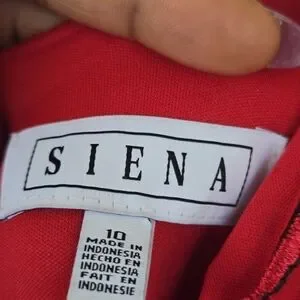 SIENA
10
MADE IN
INDONESIA
HECHO EN
INDONESIA
FAIT EN
INDONESIE